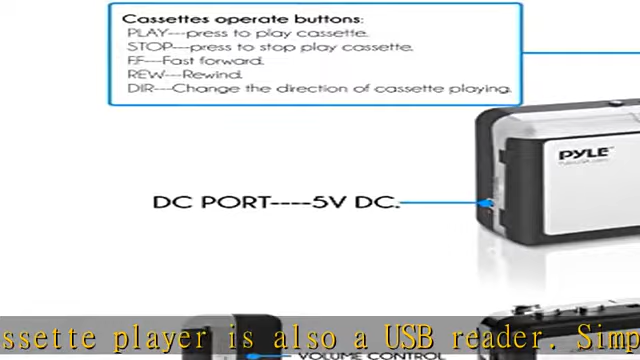 Cassettes operate buttons:
PLAY---press to play cassette.
STOP---press to stop play cassette.
F.F---Fast forward.
REW---Rewind.
DIR---Change the direction of cassette playing.
PYLE
DC PORT----5V DC.
ssette player is also a USB reader. Simp
VOLUME CONTROL